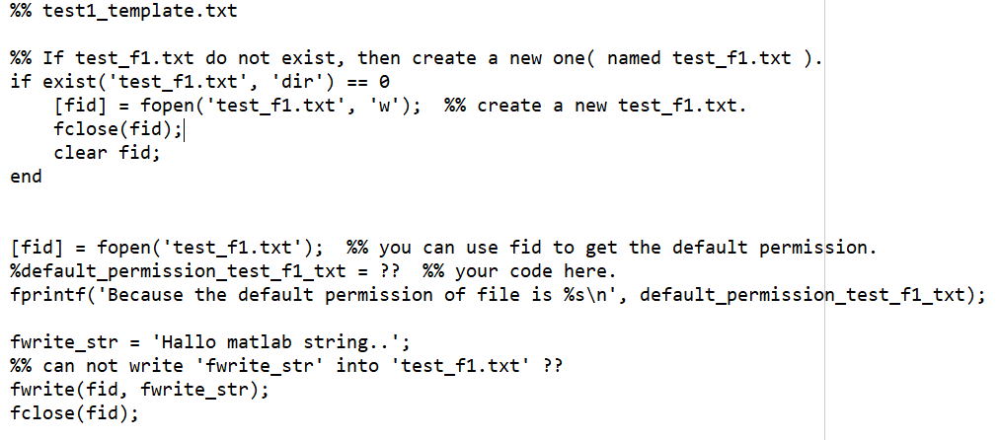 %% test1_template.txt
%% If test_f1.txt do not exist, then create a new one( named test_f1.txt ).
if exist('test_f1.txt', 'dir') == 0
    [fid] = fopen('test_f1.txt', 'w');  %% create a new test_f1.txt.
    fclose(fid);
    clear fid;
end
[fid] = fopen('test_f1.txt');  %% you can use fid to get the default permission.
%default_permission_test_f1_txt = ??  %% your code here.
fprintf('Because the default permission of file is %s\n', default_permission_test_f1_txt);
fwrite_str = 'Hallo matlab string..';
%% can not write 'fwrite_str' into 'test_f1.txt' ??
fwrite(fid, fwrite_str);
fclose(fid);